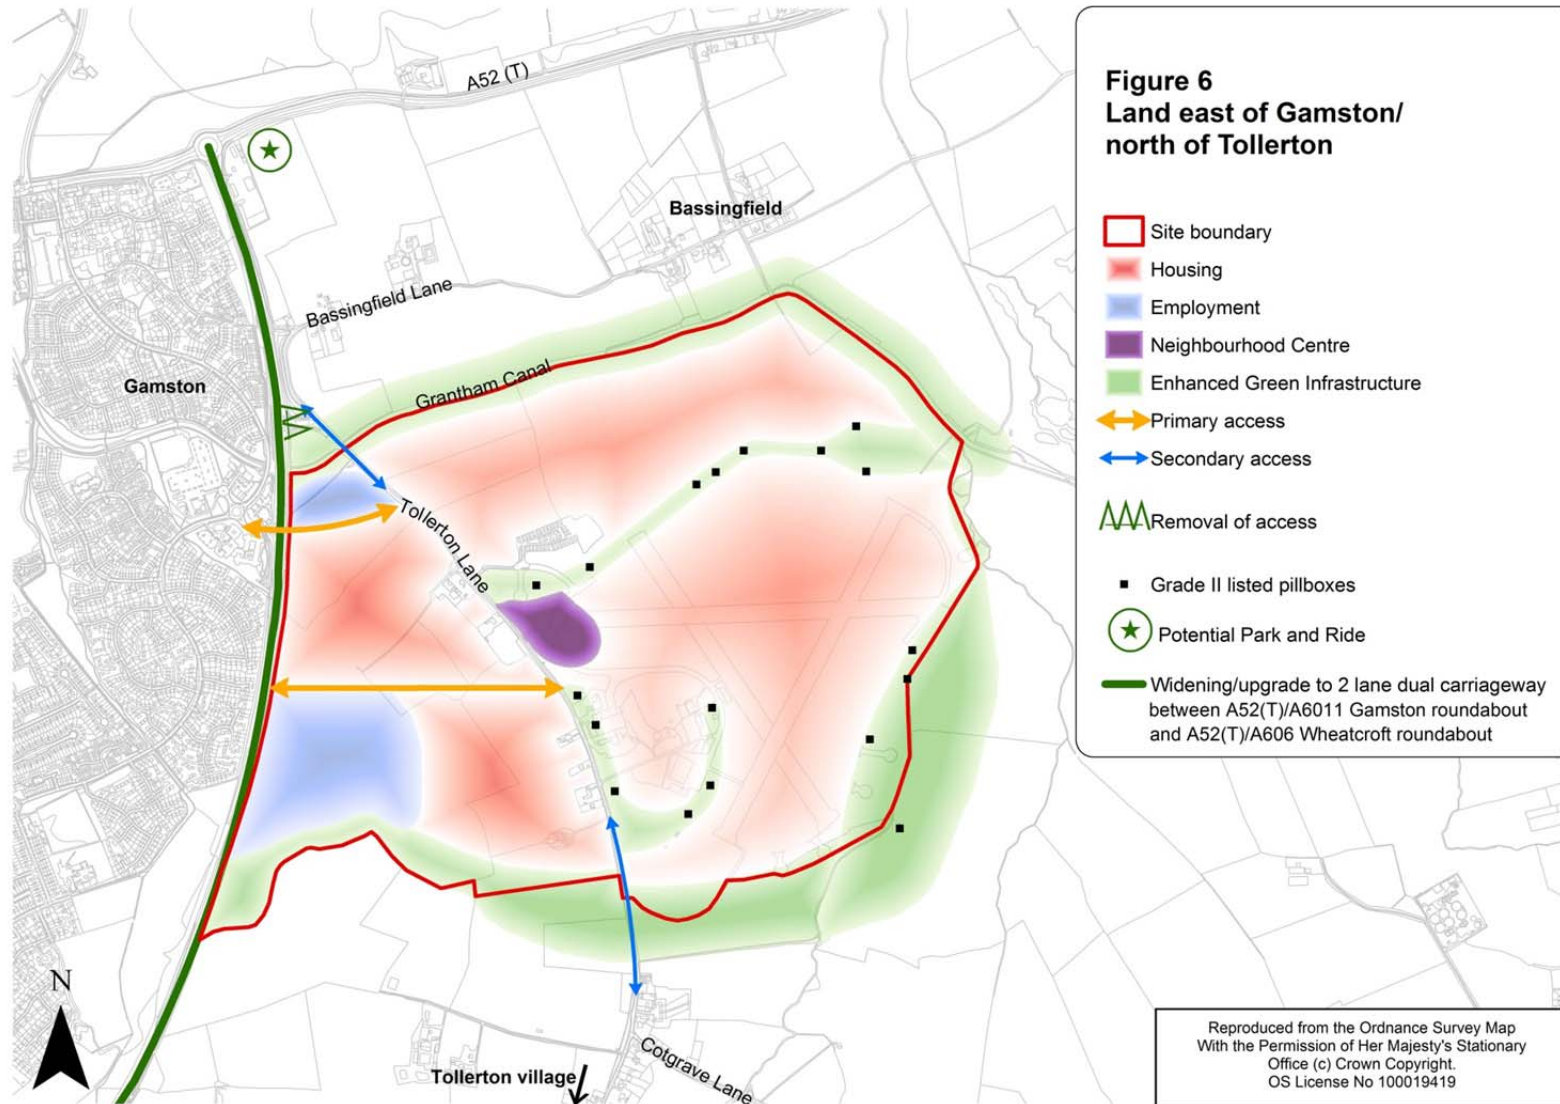 Figure 6
Land east of Gamston/
north of Tollerton
Site boundary
Housing
Employment
Neighbourhood Centre
Enhanced Green Infrastructure
Primary access
Secondary access
Removal of access
Grade II listed pillboxes
Potential Park and Ride
Widening/upgrade to 2 lane dual carriageway
between A52(T)/A6011 Gamston roundabout
and A52(T)/A606 Wheatcroft roundabout
A52 (T)
Bassingfield
Bassingfield Lane
Gamston
Grantham Canal
Tollerton Lane
N
Cotgrave Lane
Tollerton village
Reproduced from the Ordnance Survey Map
With the Permission of Her Majesty's Stationary
Office (c) Crown Copyright.
OS License No 100019419